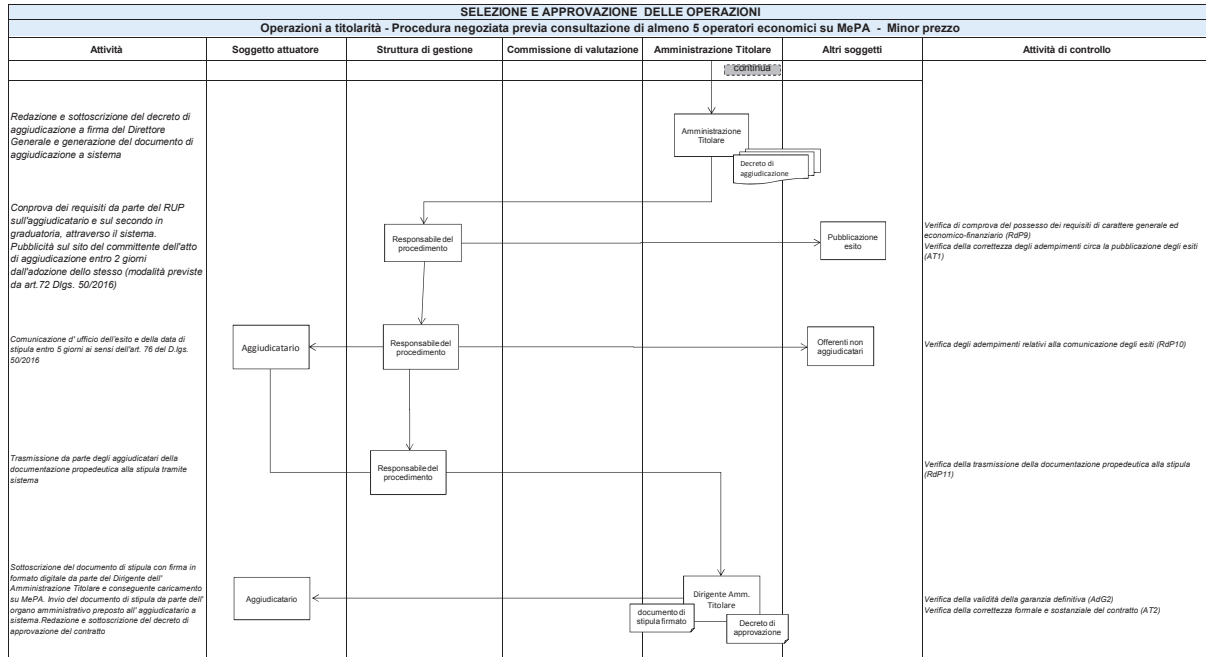 SELEZIONE E APPROVAZIONE DELLE OPERAZIONI
Operazioni a titolarità - Procedura negoziata previa consultazione di almeno 5 operatori economici su MePA - Minor prezzo
Attività
Soggetto attuatore
Struttura di gestione
Commissione di valutazione
Amministrazione Titolare
Altri soggetti
Attività di controllo
continua
Redazione e sottoscrizione del decreto di
aggiudicazione a firma del Direttore
Generale e generazione del documento di
aggiudicazione a sistema
Amministrazione
Titolare
Decreto di
aggiudicazione
Conprova dei requisiti da parte del RUP
sull'aggiudicatario e sul secondo in
graduatoria, attraverso il sistema.
Pubblicità sul sito del committente dell'atto
di aggiudicazione entro 2 giorni
dall'adozione dello stesso (modalità previste
da art.72 Dlgs. 50/2016)
Responsabile del
procedimento
Pubblicazione
esito
Verifica di comprova del possesso dei requisiti di carattere generale ed
economico-finanziario (RdP9)
Verifica della correttezza degli adempimenti circa la pubblicazione degli esiti
(AT1)
Comunicazione d' ufficio dell'esito e della data di
stipula entro 5 giorni ai sensi dell'art. 76 del D.lgs.
50/2016
Aggiudicatario
Responsabile del
procedimento
Offerenti non
aggiudicatari
Verifica degli adempimenti relativi alla comunicazione degli esiti (RdP10)
Trasmissione da parte degli aggiudicatari della
documentazione propedeutica alla stipula tramite
sistema
Responsabile del
procedimento
Verifica della trasmissione della documentazione propedeutica alla stipula
(RdP11)
Sottoscrizione del documento di stipula con firma in
formato digitale da parte del Dirigente dell'
Amministrazione Titolare e conseguente caricamento
su MePA. Invio del documento di stipula da parte dell'
organo amministrativo preposto all' aggiudicatario a
sistema.Redazione e sottoscrizione del decreto di
approvazione del contratto
Aggiudicatario
Dirigente Amm.
Titolare
documento di
stipula firmato
Decreto di
approvazione
Verifica della validità della garanzia definitiva (AdG2)
Verifica della correttezza formale e sostanziale del contratto (AT2)